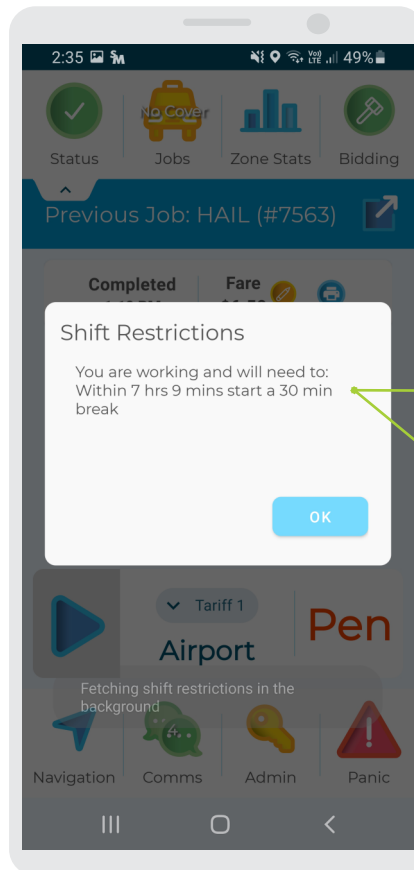 2:35 49%
No Cover
Status Jobs Zone Stats Bidding
Previous Job: HAIL (#7563)
Completed Fare
Shift Restrictions
You are working and will need to:
Within 7 hrs 9 mins start a 30 min
break
OK
Tariff 1
Airport
Pen
Fetching shift restrictions in the
background
4
Navigation Comms Admin Panic